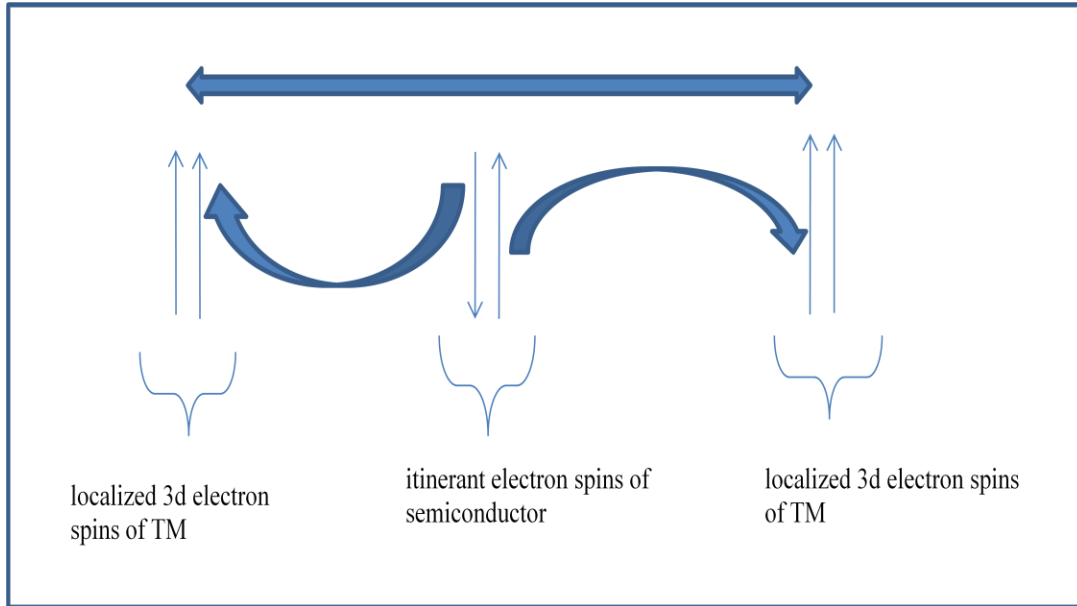 localized 3d electron
spins of TM
itinerant electron spins of
semiconductor
localized 3d electron spins
of TM